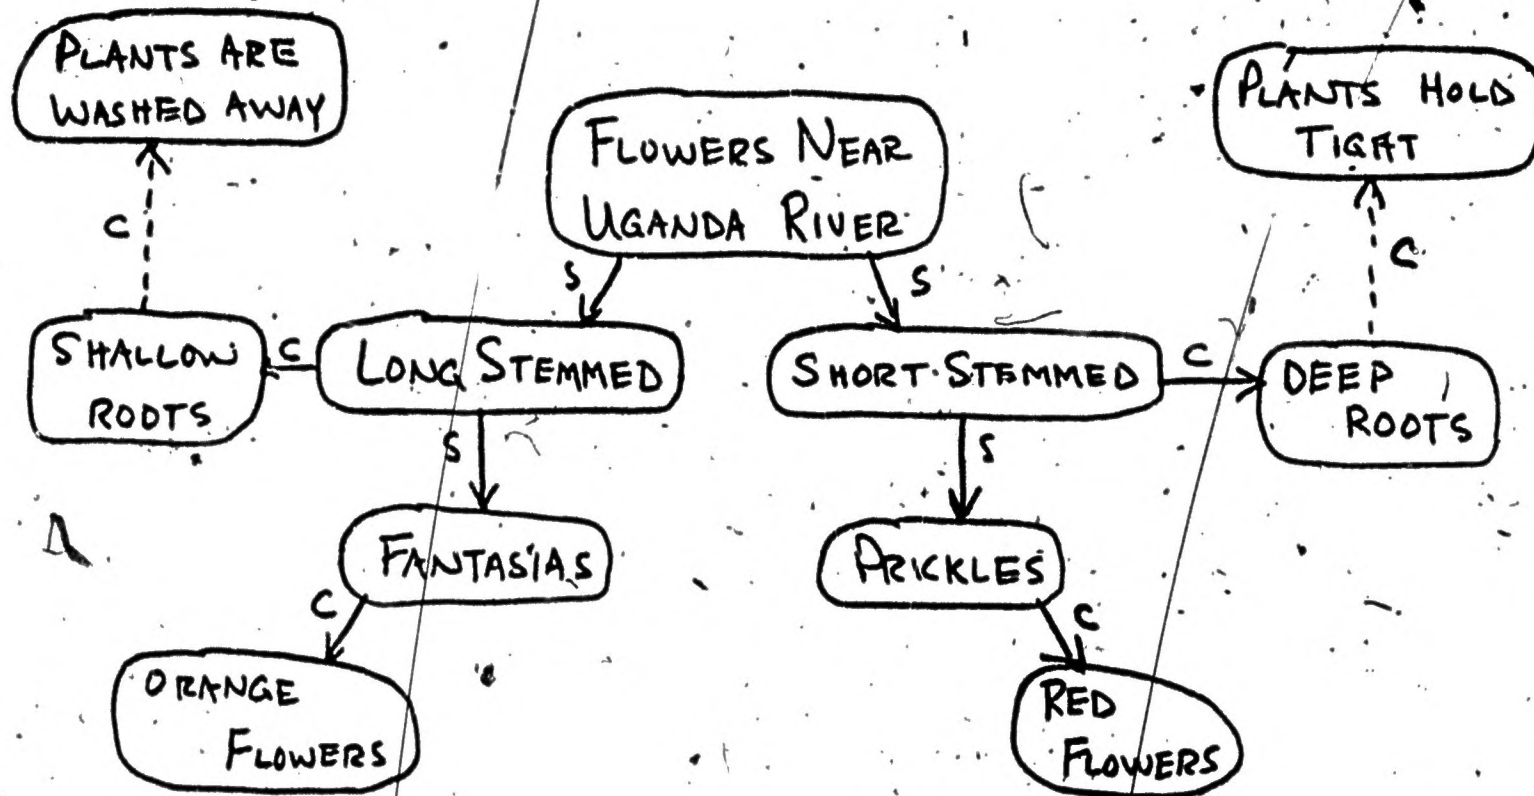 PLANTS ARE
WASHED AWAY
FLOWERS NEAR
UGANDA RIVER
PLANTS HOLD
TIGHT
C
S
S
C
SHALLOW
ROOTS
C
LONG STEMMED
SHORT-STEMMED
C
DEEP
ROOTS
S
S
FANTASIAS
PRICKLES
C
C
ORANGE
FLOWERS
RED
FLOWERS